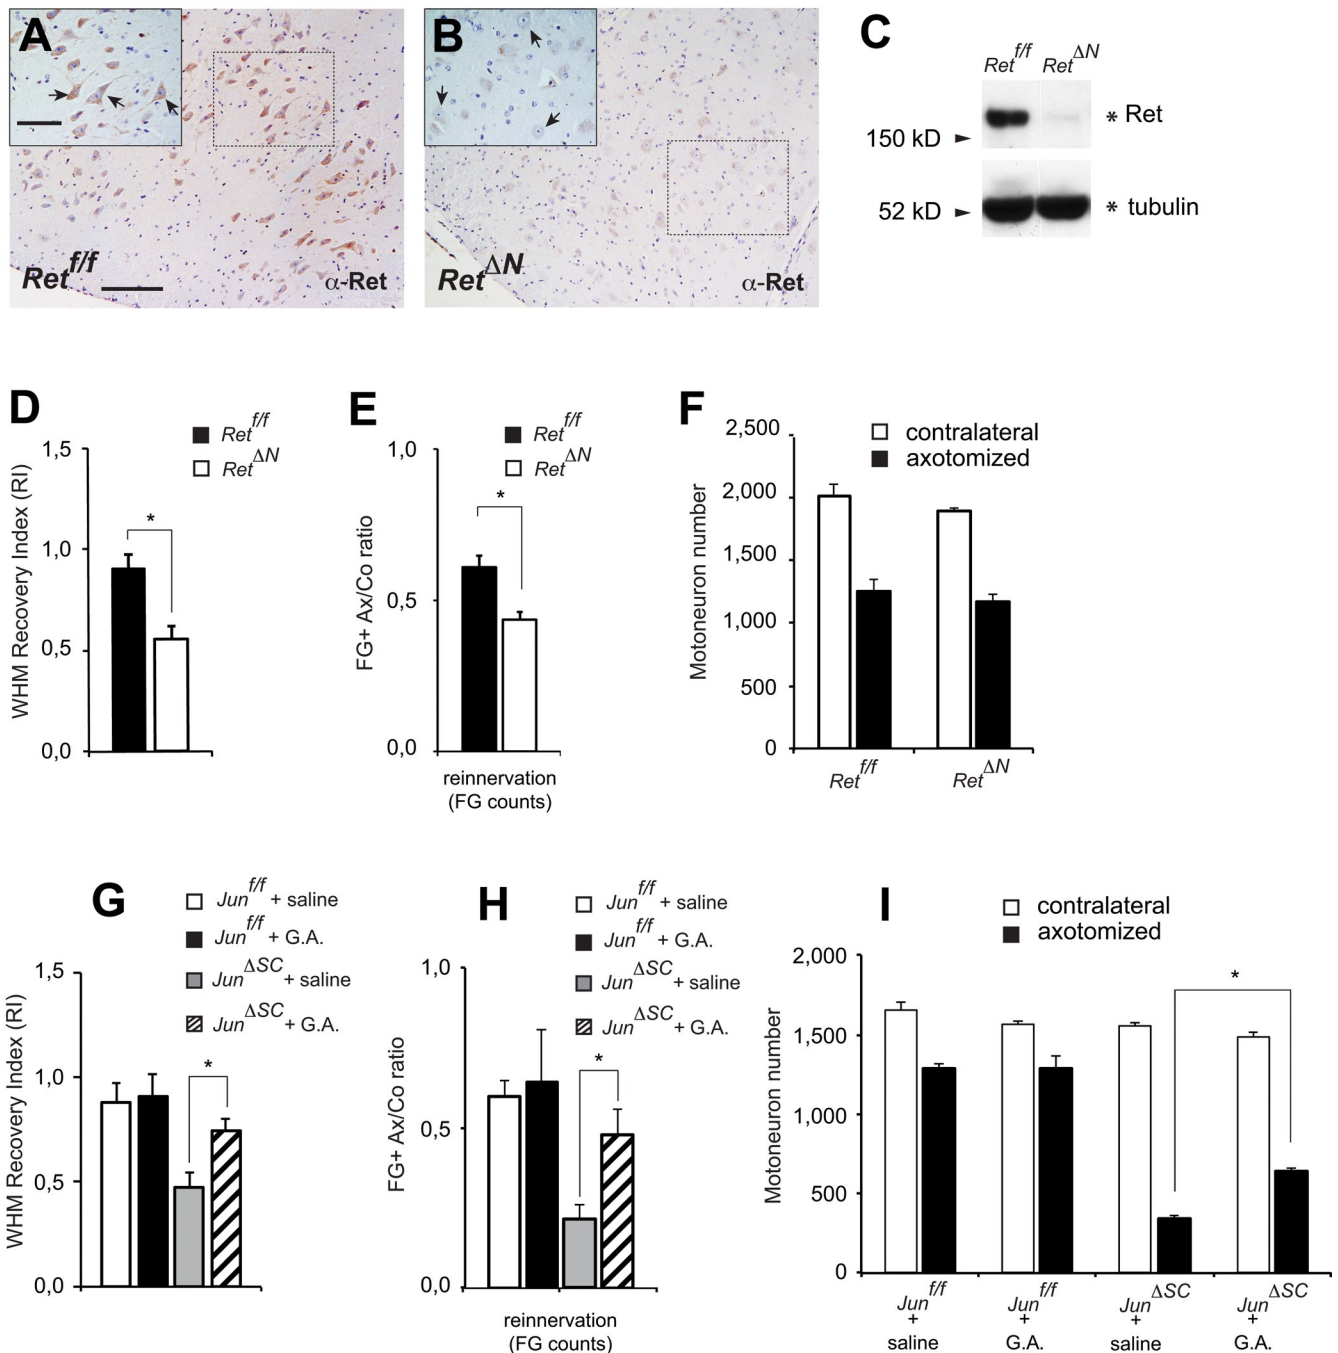 A
Ret f/f
α-Ret
B
Ret ΔN
α-Ret
C
Ret f/f Ret ΔN
150 kD
* Ret
52 kD
* tubulin
D
Ret f/f
Ret ΔN
WHM Recovery Index (RI)
1,5
1,0
0,5
0,0
*
E
Ret f/f
Ret ΔN
FG+ Ax/Co ratio
1,0
0,5
0,0
*
reinnervation
(FG counts)
F
contralateral
axotomized
Motoneuron number
2,500
2,000
1,500
1,000
500
0
Ret f/f
Ret ΔN
G
Jun f/f + saline
Jun f/f + G.A.
Jun ΔSC + saline
Jun ΔSC + G.A.
WHM Recovery Index (RI)
1,5
1,0
0,5
0,0
*
H
Jun f/f + saline
Jun f/f + G.A.
Jun ΔSC + saline
Jun ΔSC + G.A.
FG+ Ax/Co ratio
1,0
0,5
0,0
*
reinnervation
(FG counts)
I
contralateral
axotomized
Motoneuron number
2,000
1,500
1,000
500
0
*
Jun f/f
+
saline
Jun f/f
+
G.A.
Jun ΔSC
+
saline
Jun ΔSC
+
G.A.